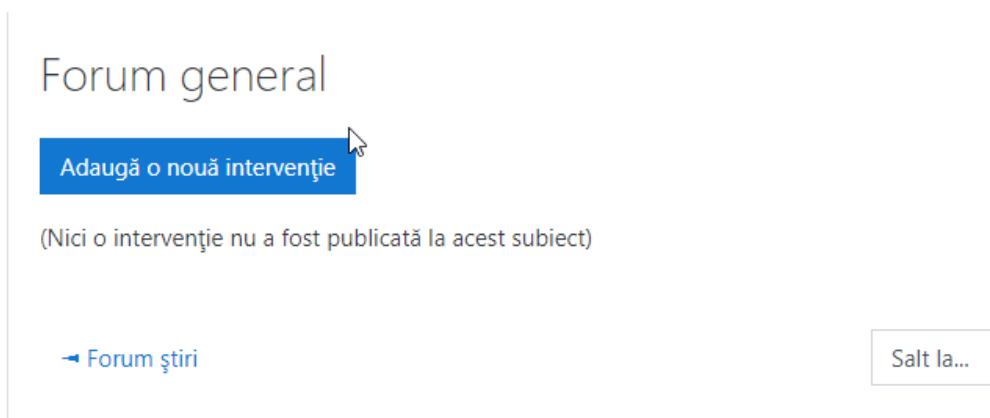 Forum general
Adaugă o nouă intervenţie
(Nici o intervenţie nu a fost publicată la acest subiect)
Forum ştiri
Salt la...